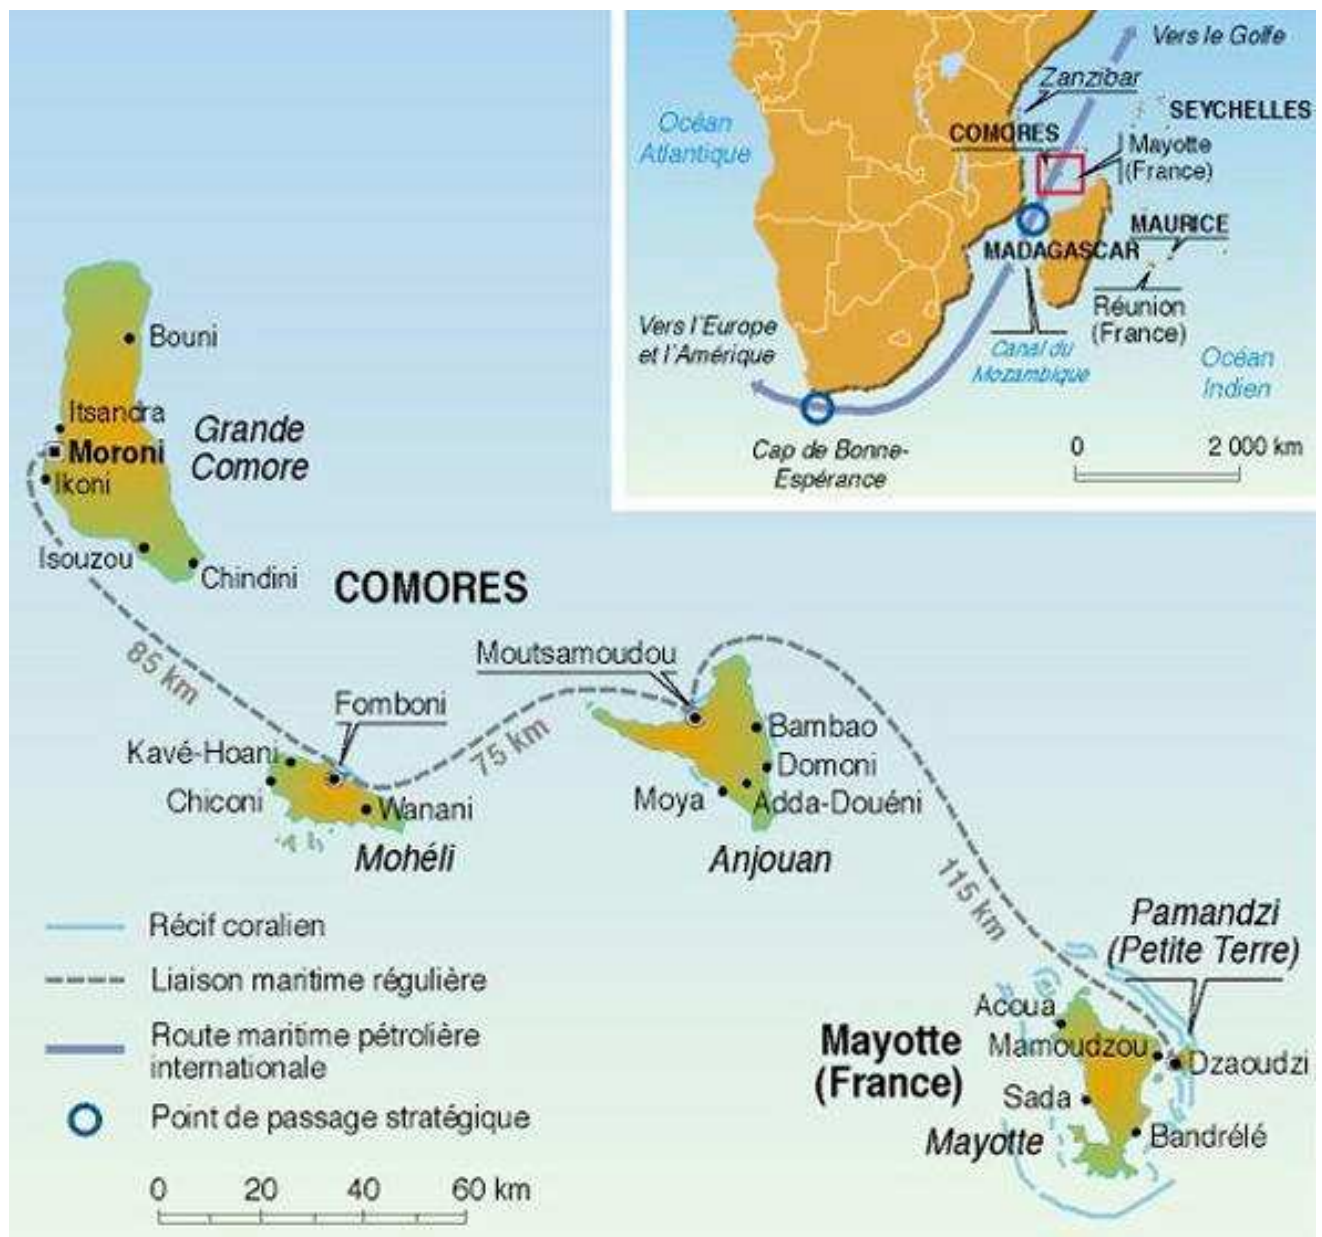 Vers le Golfe
Zanzibar
SEYCHELLES
Océan
Atlantique
COMORES
Mayotte
(France)
MAURICE
MADAGASCAR
Réunion
(France)
Vers l'Europe
et l'Amérique
Canal du
Mozambique
Océan
Indien
Cap de Bonne-
Espérance
0 2 000 km
Bouni
Itsandra
Moroni
Ikoni
Grande
Comore
Isouzou
Chindini
COMORES
85 km
Moutsamoudou
Fomboni
75 km
Kavé-Hoani
Chiconi
Wanani
Mohéli
Bambao
Domoni
Moya
Adda-Douéni
Anjouan
115 km
Pamandzi
(Petite Terre)
Acoua
Mamoudzou
Dzaoudzi
Mayotte
(France)
Sada
Mayotte
Bandrélé
Récif coralien
Liaison maritime régulière
Route maritime pétrolière
internationale
Point de passage stratégique
0 20 40 60 km